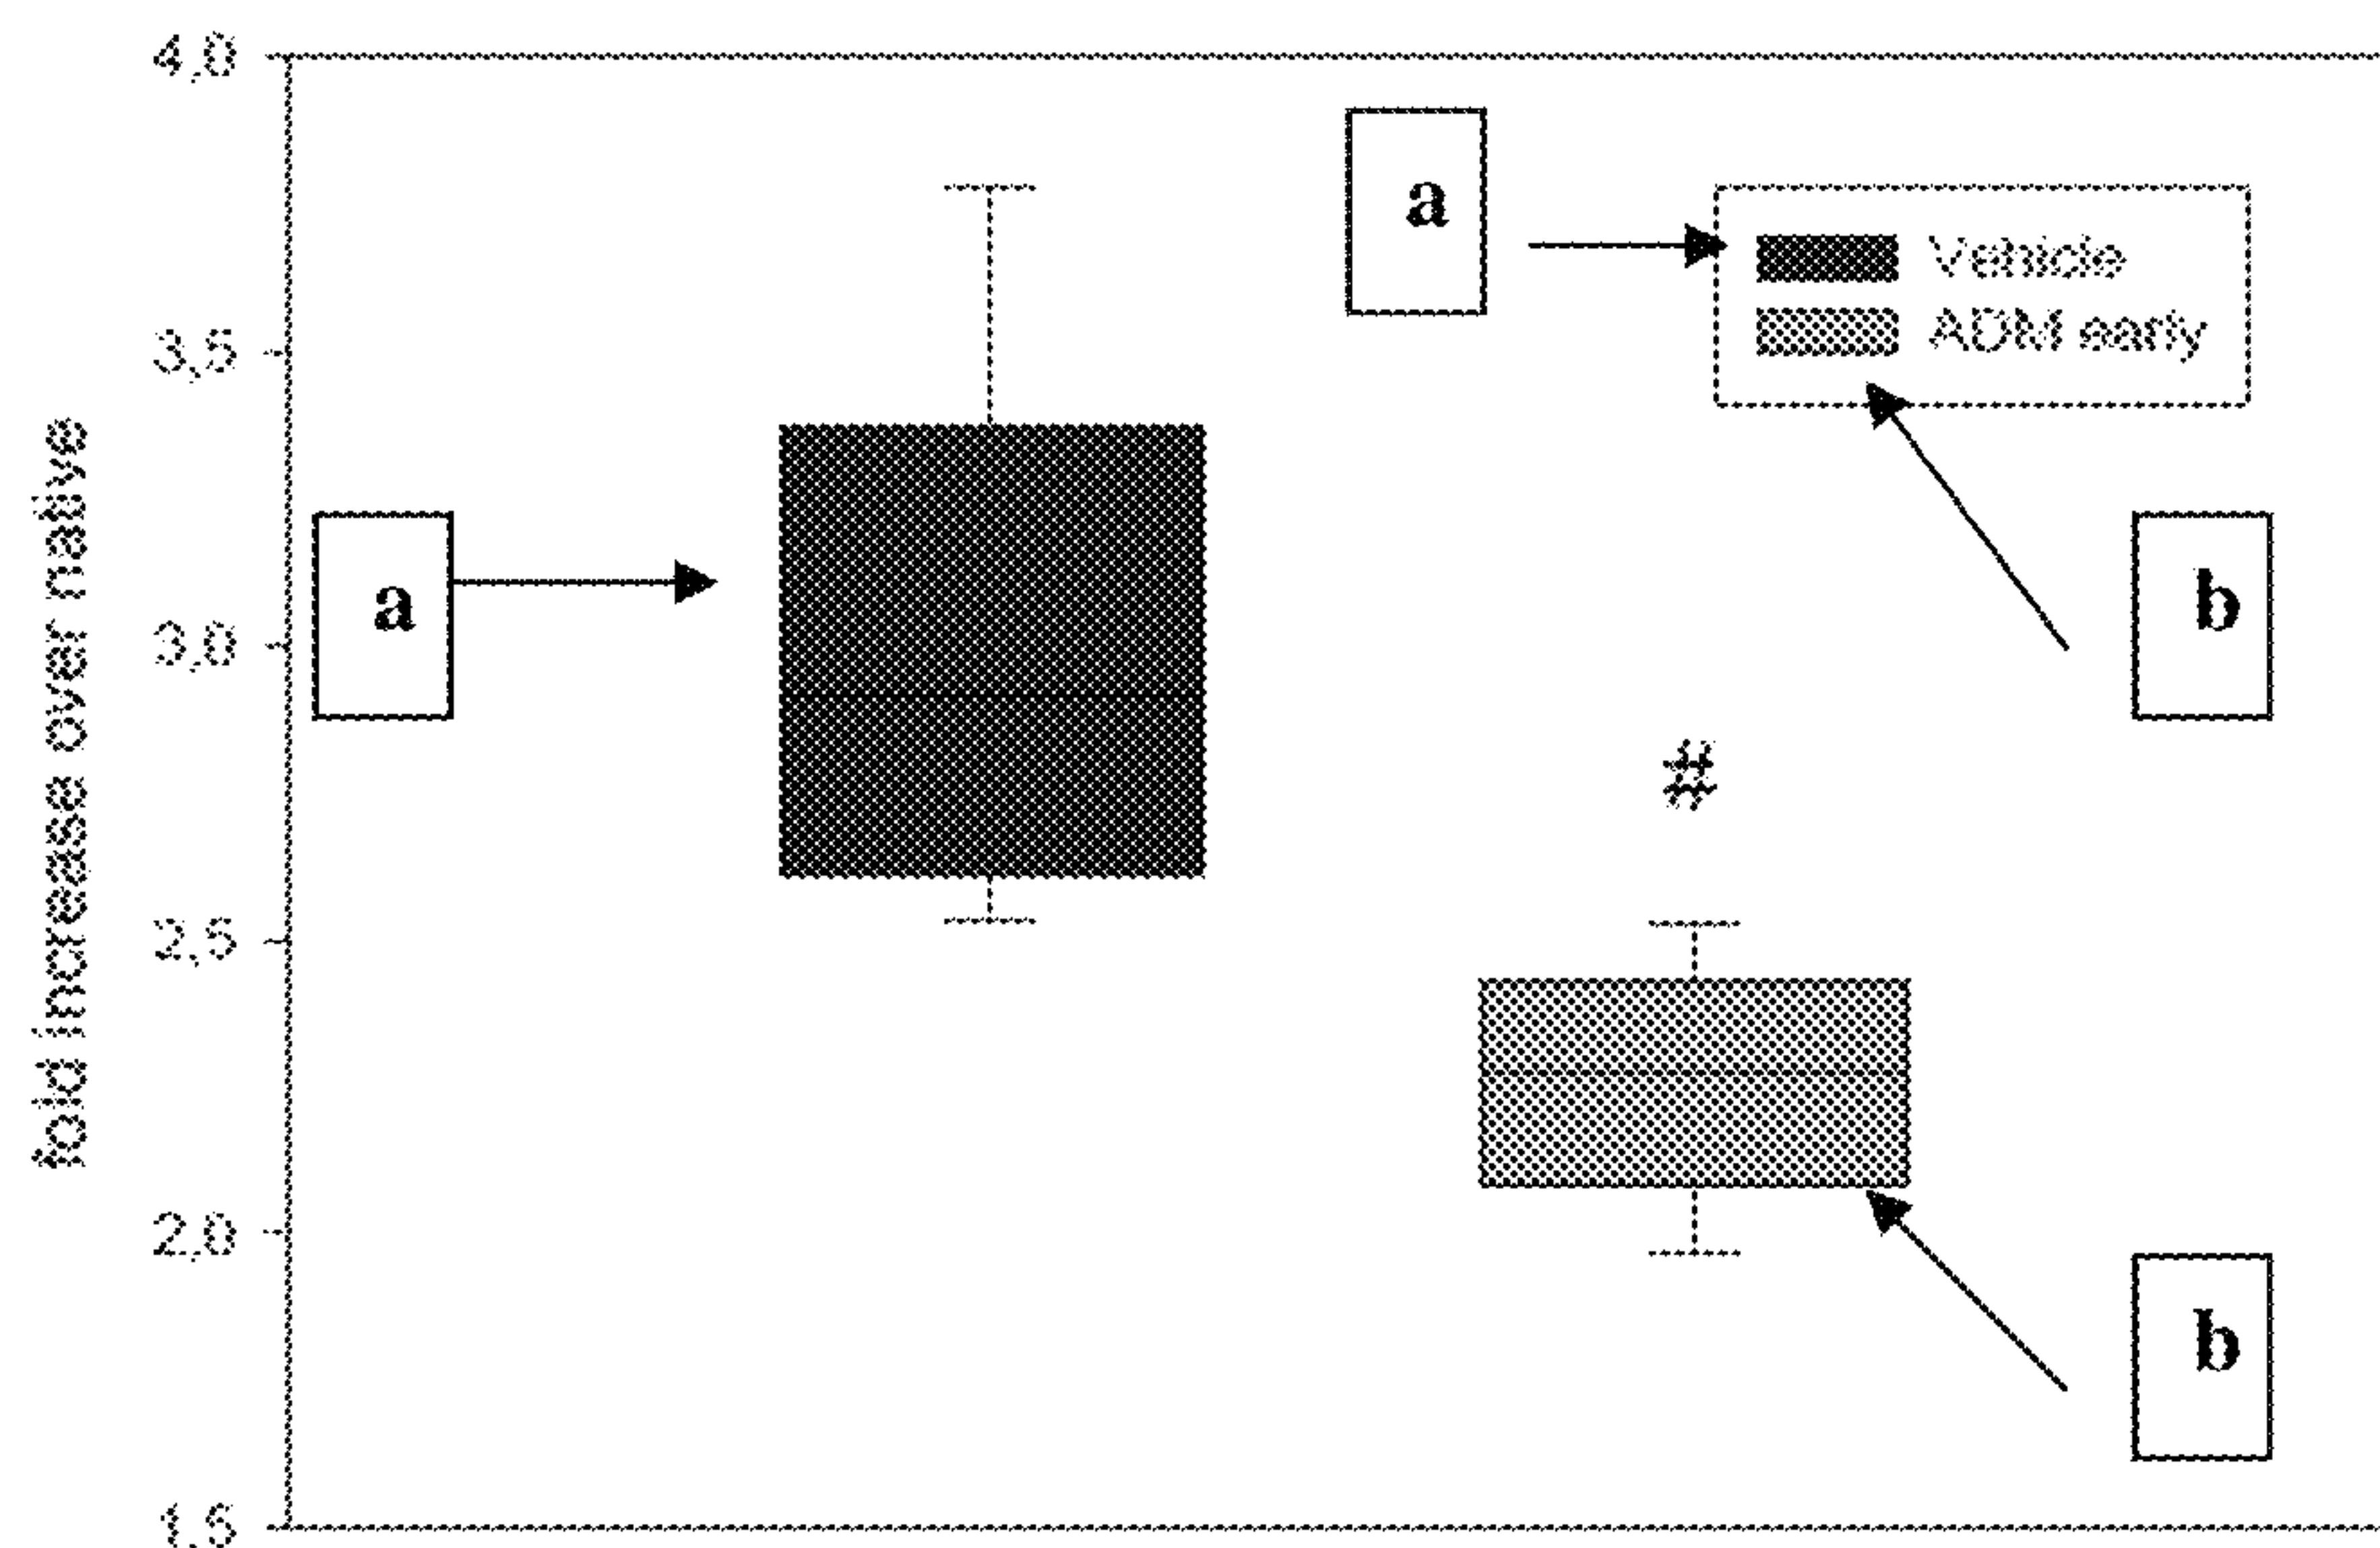 4,0
a
Vehicle
3,5
ADM early
fold increase over native
a
3,0
b
#
2,5
2,0
b
1,5